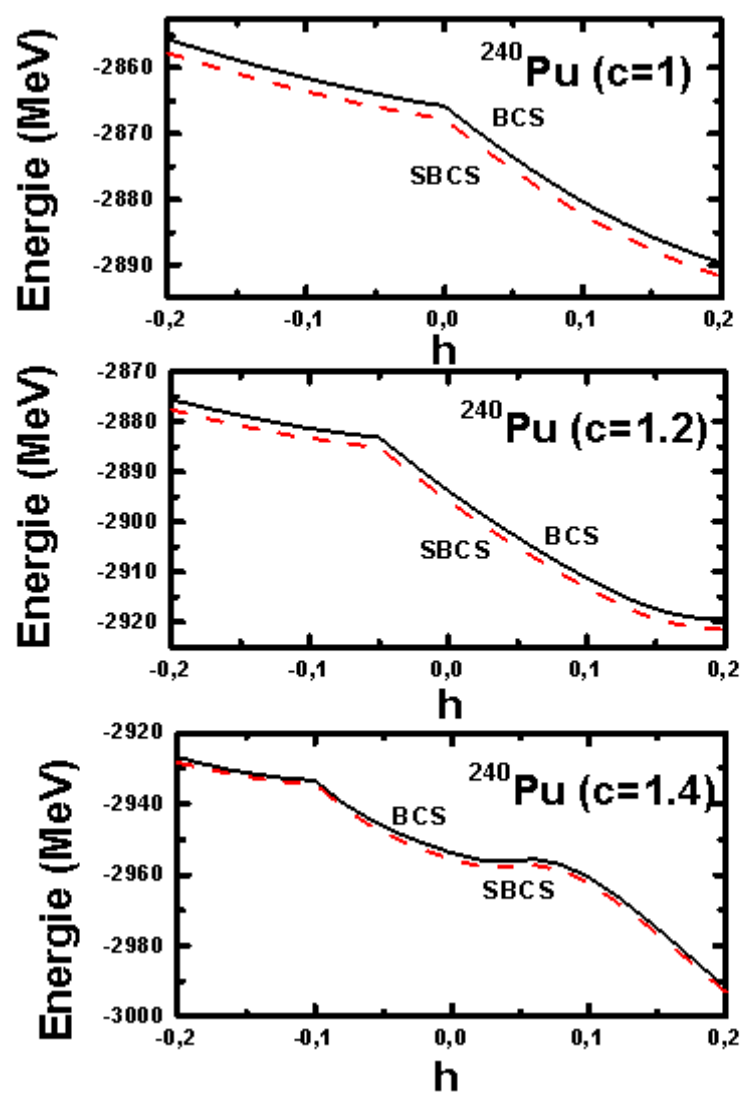 ²⁴⁰Pu (c=1)
Energie (MeV)
-2860
-2870
-2880
-2890
BCS
SBCS
-0,2 -0,1 0,0 0,1 0,2
h
²⁴⁰Pu (c=1.2)
Energie (MeV)
-2870
-2880
-2890
-2900
-2910
-2920
SBCS
BCS
-0,2 -0,1 0,0 0,1 0,2
h
²⁴⁰Pu (c=1.4)
Energie (MeV)
-2920
-2940
-2960
-2980
-3000
BCS
SBCS
-0,2 -0,1 0,0 0,1 0,2
h